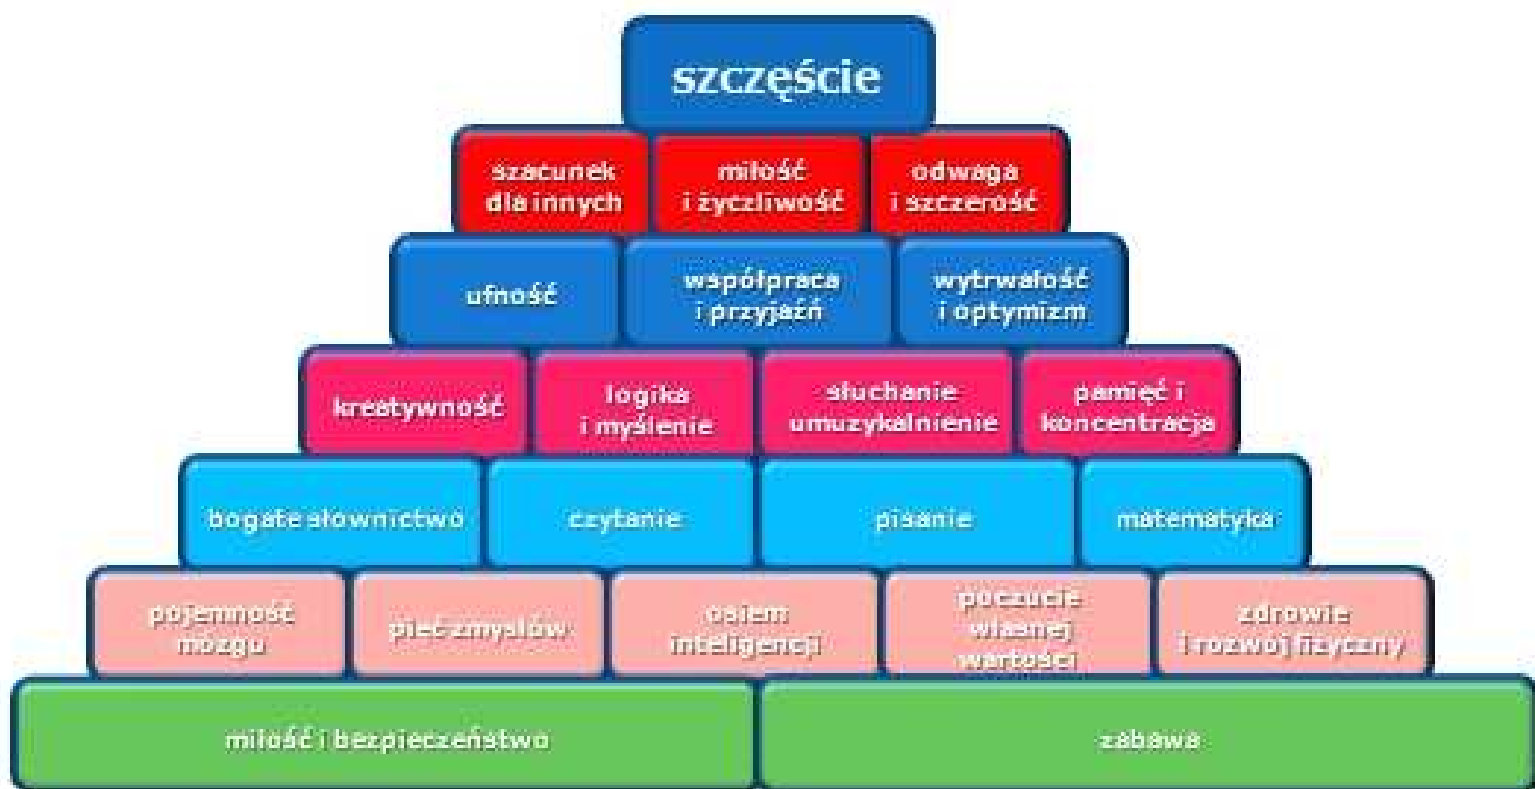 szczęście
szacunek
dla innych
miłość
i życzliwość
odwaga
i szczerość
ufność
współpraca
i przyjaźń
wytrwałość
i optymizm
kreatywność
logika
i myślenie
słuchanie
umuzykalnienie
pamięć i
koncentracja
bogate słownictwo
czytanie
pisanie
matematyka
pojemność
mózgu
pięć zmysłów
osiem
inteligencji
poczucie
własnej
wartości
zdrowie
i rozwój fizyczny
miłość i bezpieczeństwo
zabawa